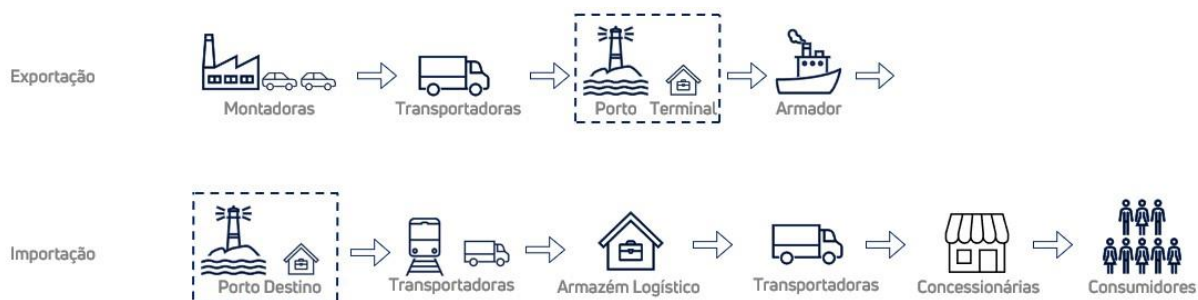 Exportação
Montadoras
Transportadoras
Porto
Terminal
Armador
Importação
Porto Destino
Transportadoras
Armazém Logístico
Transportadoras
Concessionárias
Consumidores